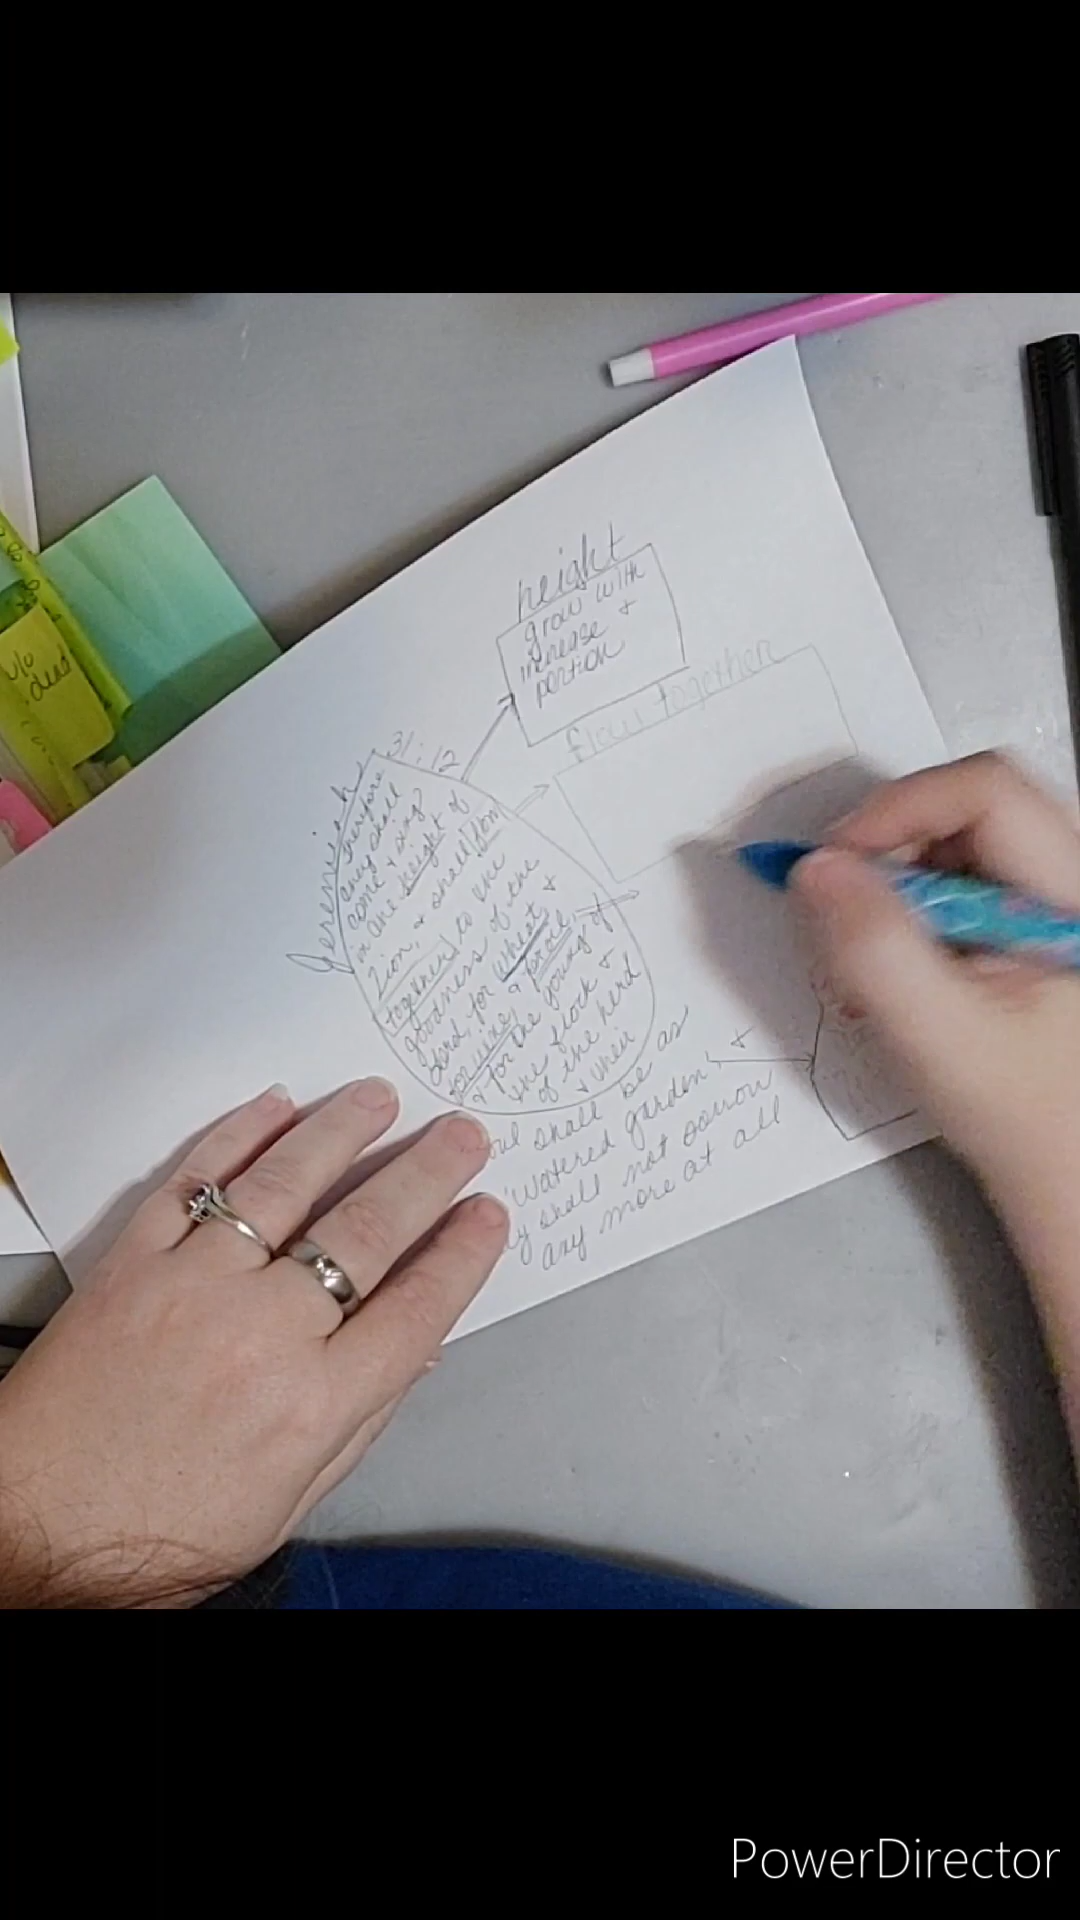 height
grow with
increase &
portion
flow together
Jeremiah 31:12
therefore
they shall
come & sing
in the height of
Zion, & shall flow
together to the
goodness of the
Lord, for wheat &
for wine, & for oil,
& for the young of
the flock &
of the herd
& their
soul shall be as
watered garden, &
shall not sorrow
any more at all
w/o
dead
PowerDirector